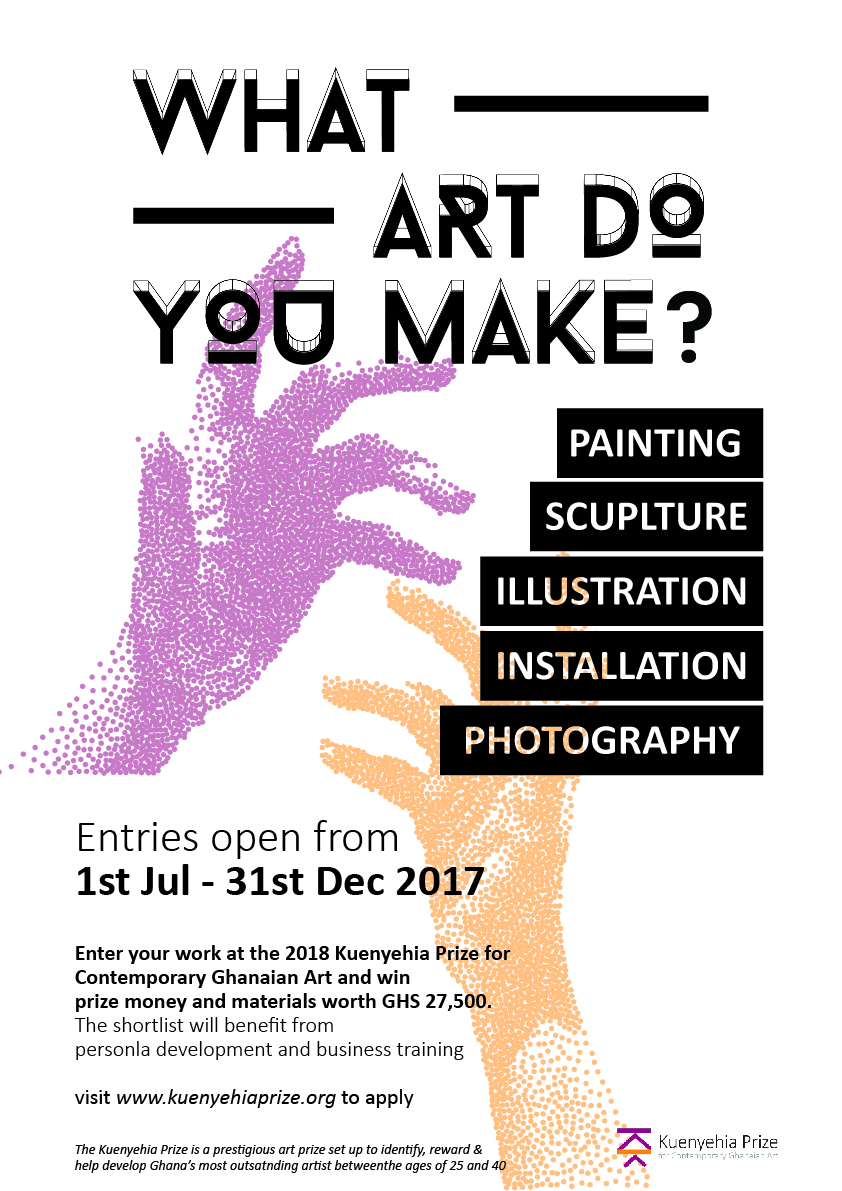 WHAT
ART DO
YOU MAKE?
PAINTING
SCUPLTURE
ILLUSTRATION
INSTALLATION
PHOTOGRAPHY
Entries open from
1st Jul - 31st Dec 2017
Enter your work at the 2018 Kuenyehia Prize for
Contemporary Ghanaian Art and win
prize money and materials worth GHS 27,500.
The shortlist will benefit from
personla development and business training
visit www.kuenyehiaprize.org to apply
The Kuenyehia Prize is a prestigious art prize set up to identify, reward &
help develop Ghana's most outsatnding artist betweenthe ages of 25 and 40
Kuenyehia Prize
for Contemporary Ghanaian Art